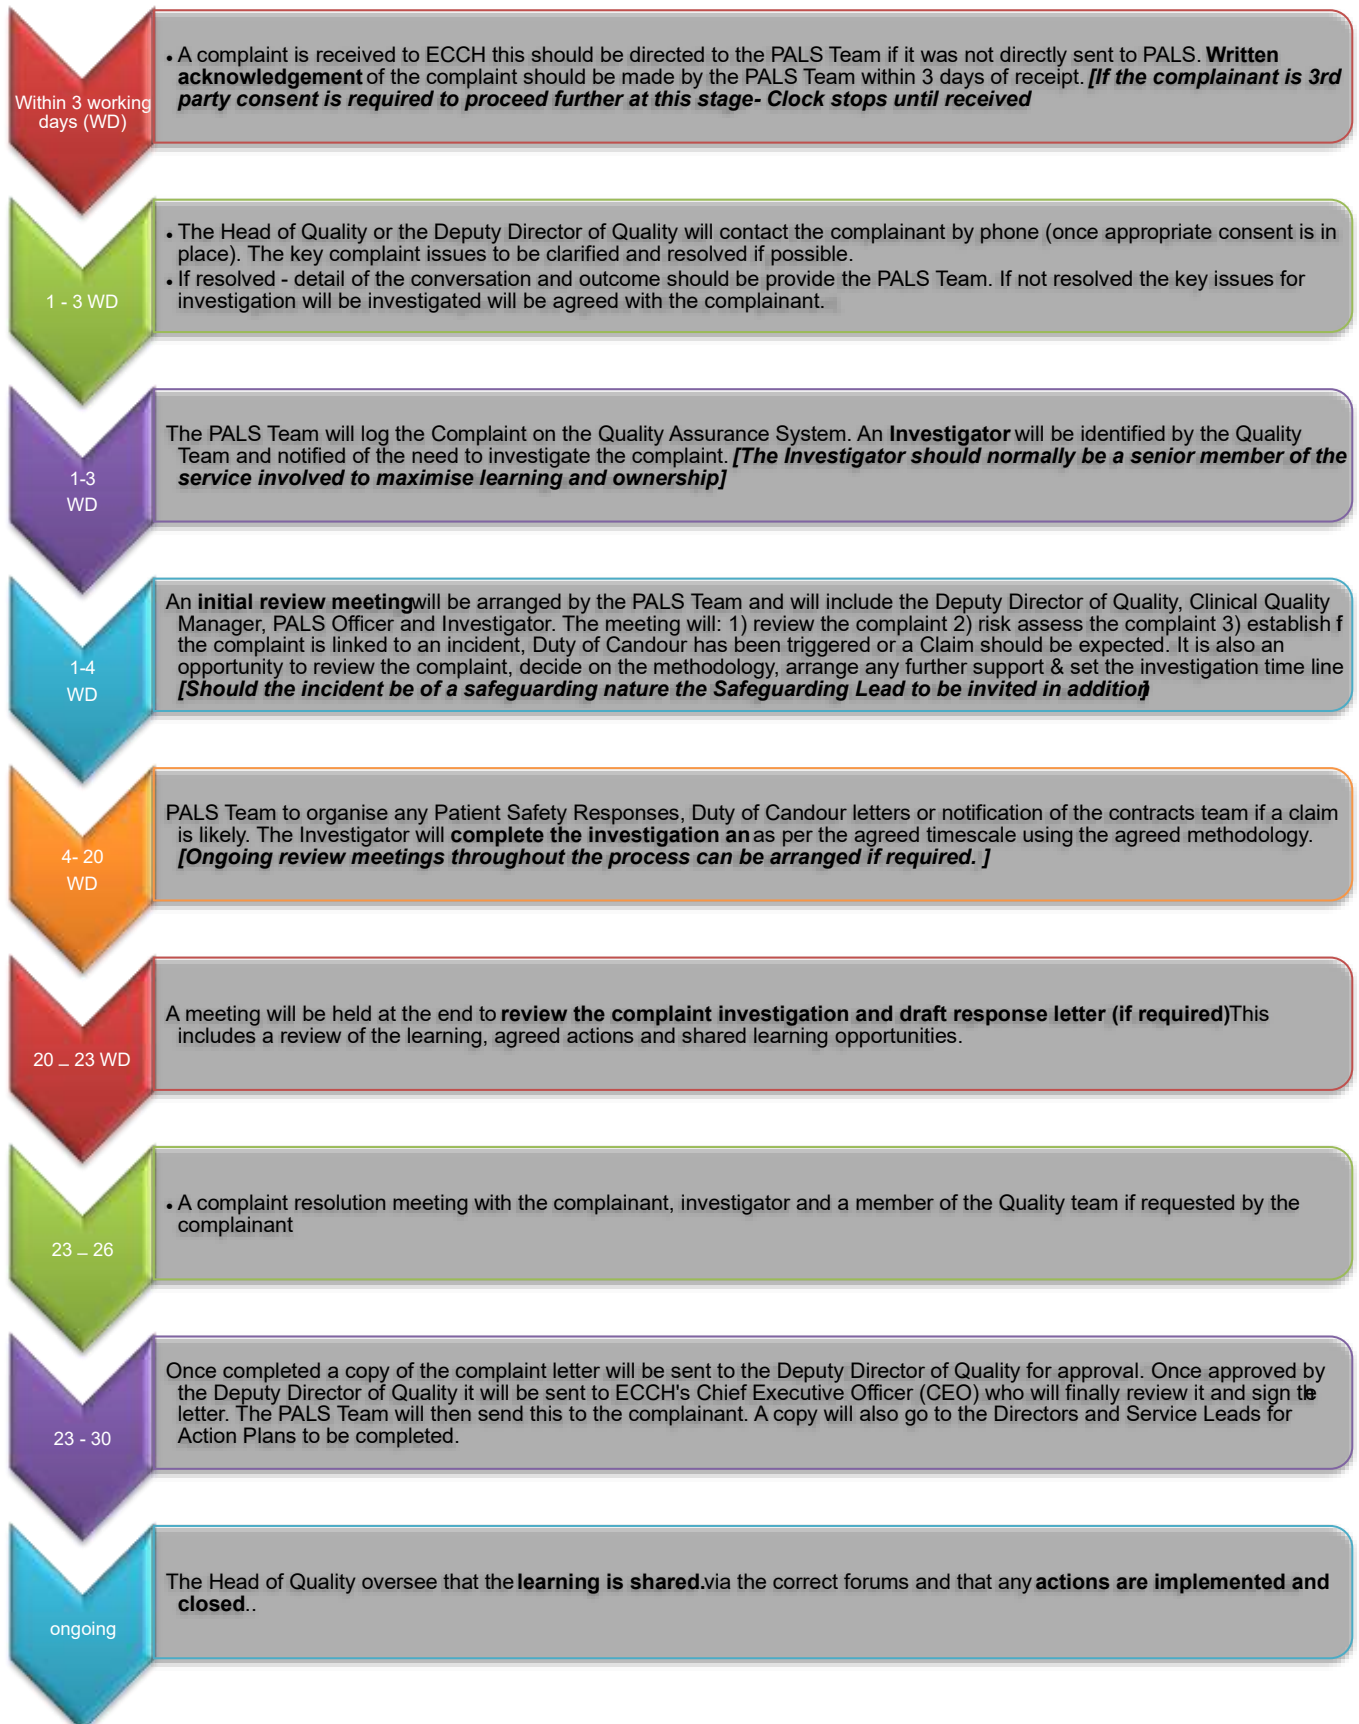 Within 3 working
days (WD)
• A complaint is received to ECCH this should be directed to the PALS Team if it was not directly sent to PALS. Written
acknowledgement of the complaint should be made by the PALS Team within 3 days of receipt. [If the complainant is 3rd
party consent is required to proceed further at this stage- Clock stops until received
1 - 3 WD
• The Head of Quality or the Deputy Director of Quality will contact the complainant by phone (once appropriate consent is in
place). The key complaint issues to be clarified and resolved if possible.
• If resolved - detail of the conversation and outcome should be provide the PALS Team. If not resolved the key issues for
investigation will be investigated will be agreed with the complainant.
1-3
WD
The PALS Team will log the Complaint on the Quality Assurance System. An Investigator will be identified by the Quality
Team and notified of the need to investigate the complaint. [The Investigator should normally be a senior member of the
service involved to maximise learning and ownership]
1-4
WD
An initial review meeting will be arranged by the PALS Team and will include the Deputy Director of Quality, Clinical Quality
Manager, PALS Officer and Investigator. The meeting will: 1) review the complaint 2) risk assess the complaint 3) establish f
the complaint is linked to an incident, Duty of Candour has been triggered or a Claim should be expected. It is also an
opportunity to review the complaint, decide on the methodology, arrange any further support & set the investigation time line
[Should the incident be of a safeguarding nature the Safeguarding Lead to be invited in addition]
4- 20
WD
PALS Team to organise any Patient Safety Responses, Duty of Candour letters or notification of the contracts team if a claim
is likely. The Investigator will complete the investigation an as per the agreed timescale using the agreed methodology.
[Ongoing review meetings throughout the process can be arranged if required. ]
20 – 23 WD
A meeting will be held at the end to review the complaint investigation and draft response letter (if required)This
includes a review of the learning, agreed actions and shared learning opportunities.
23 – 26
• A complaint resolution meeting with the complainant, investigator and a member of the Quality team if requested by the
complainant
23 - 30
Once completed a copy of the complaint letter will be sent to the Deputy Director of Quality for approval. Once approved by
the Deputy Director of Quality it will be sent to ECCH's Chief Executive Officer (CEO) who will finally review it and sign the
letter. The PALS Team will then send this to the complainant. A copy will also go to the Directors and Service Leads for
Action Plans to be completed.
ongoing
The Head of Quality oversee that the learning is shared. via the correct forums and that any actions are implemented and
closed..